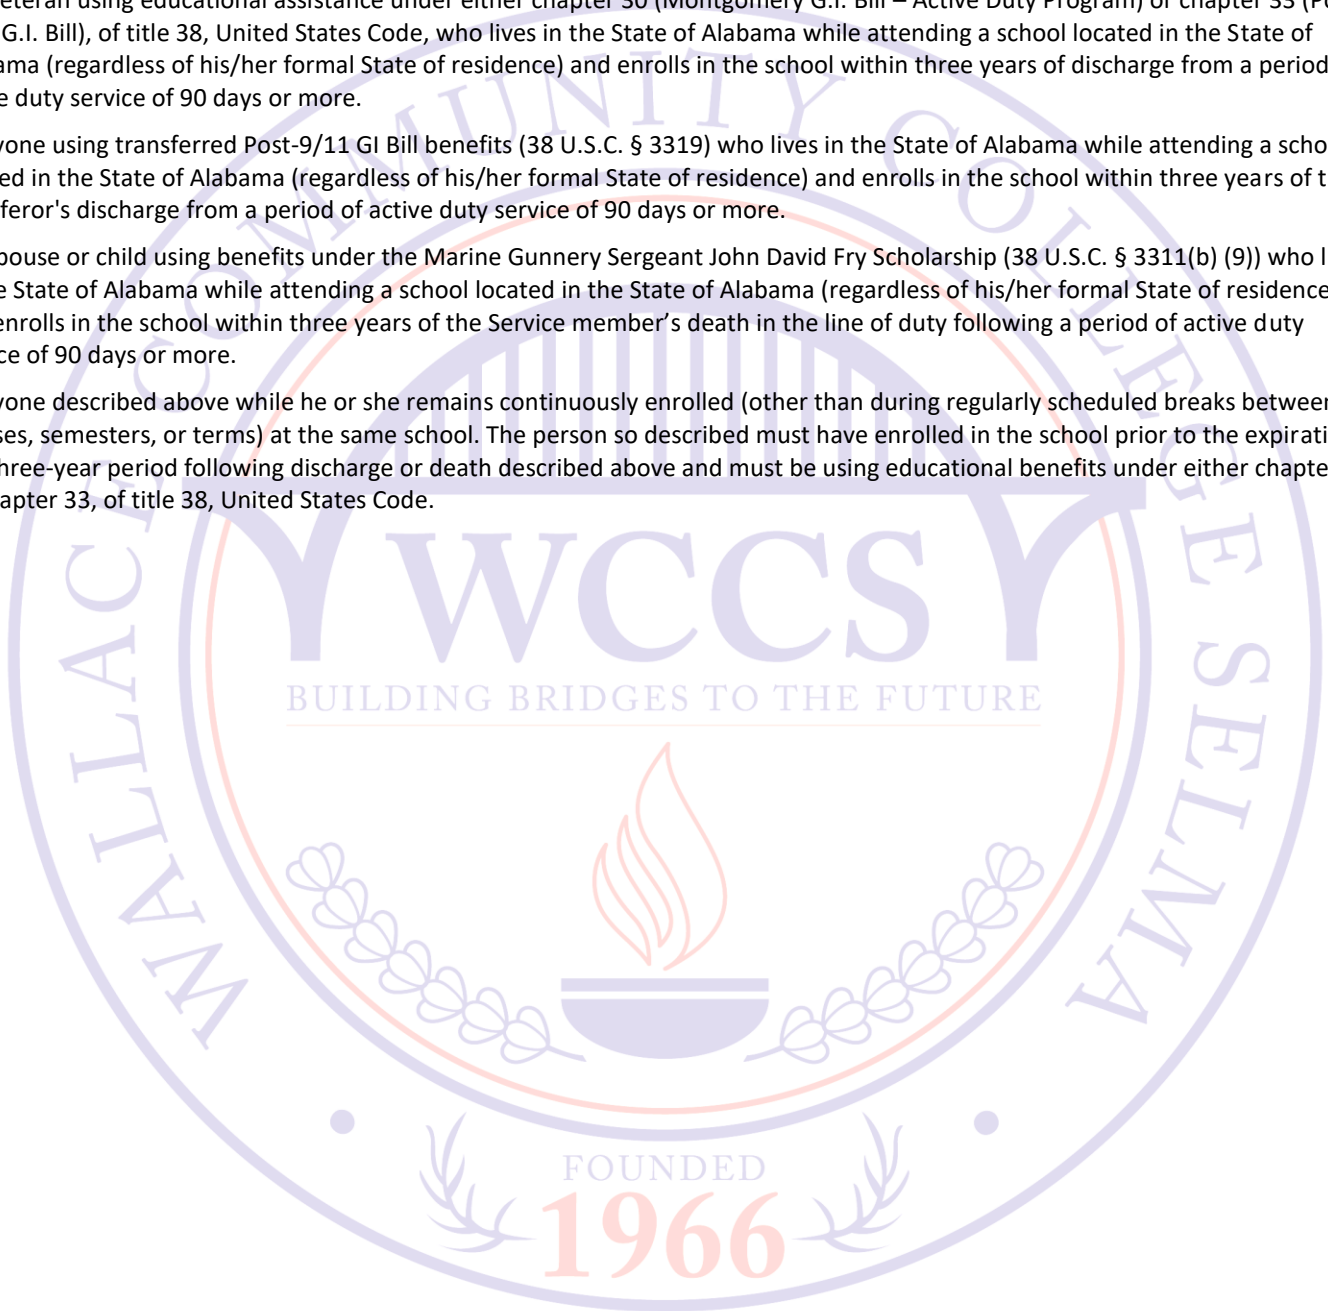 eteran using educational assistance under either chapter 30 (Montgomery G.I. Bill – Active Duty Program) or chapter 33 (Po
G.I. Bill), of title 38, United States Code, who lives in the State of Alabama while attending a school located in the State of
ama (regardless of his/her formal State of residence) and enrolls in the school within three years of discharge from a period
e duty service of 90 days or more.
yone using transferred Post-9/11 GI Bill benefits (38 U.S.C. § 3319) who lives in the State of Alabama while attending a scho
ed in the State of Alabama (regardless of his/her formal State of residence) and enrolls in the school within three years of t
feror's discharge from a period of active duty service of 90 days or more.
pouse or child using benefits under the Marine Gunnery Sergeant John David Fry Scholarship (38 U.S.C. § 3311(b) (9)) who l
e State of Alabama while attending a school located in the State of Alabama (regardless of his/her formal State of residence
enrolls in the school within three years of the Service member’s death in the line of duty following a period of active duty
ce of 90 days or more.
yone described above while he or she remains continuously enrolled (other than during regularly scheduled breaks between
ses, semesters, or terms) at the same school. The person so described must have enrolled in the school prior to the expirati
hree-year period following discharge or death described above and must be using educational benefits under either chapte
apter 33, of title 38, United States Code.
WALLACE COMMUNITY COLLEGE SELMA
WCCS
BUILDING BRIDGES TO THE FUTURE
FOUNDED
1966